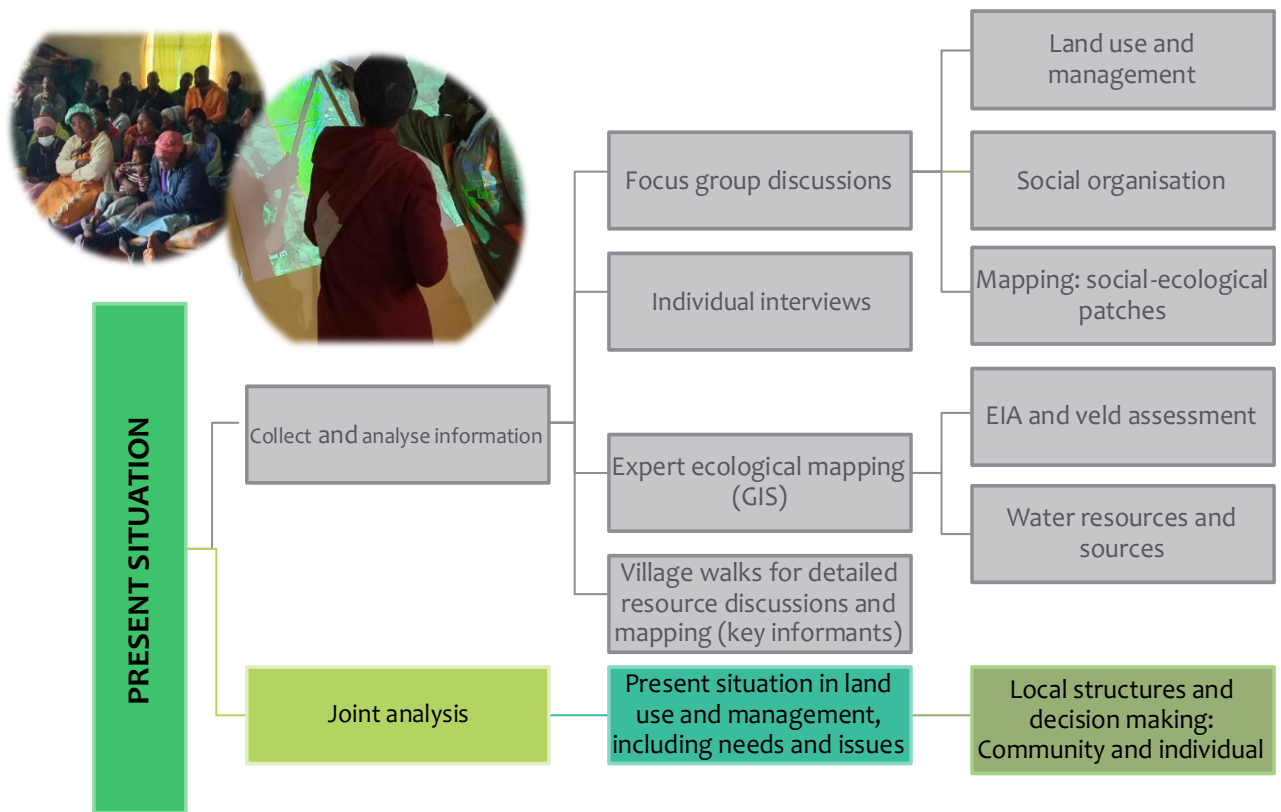 PRESENT SITUATION
Collect and analyse information
Focus group discussions
Land use and
management
Social organisation
Mapping: social-ecological
patches
Individual interviews
Expert ecological mapping
(GIS)
EIA and veld assessment
Water resources and
sources
Village walks for detailed
resource discussions and
mapping (key informants)
Joint analysis
Present situation in land
use and management,
including needs and issues
Local structures and
decision making:
Community and individual